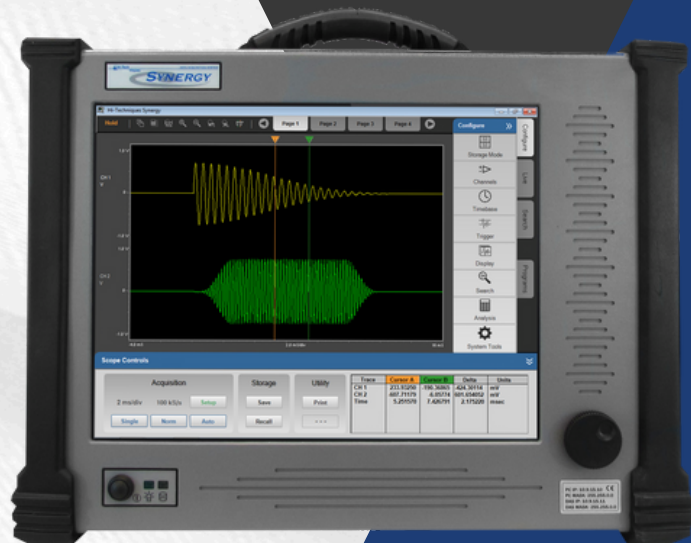 SYNERGY
Hi-Techniques Synergy
Hold
Page 1
Page 2
Page 3
Page 4
Configure
Configure
Live
Search
Programs
Storage Mode
Channels
Timebase
Trigger
Display
Search
Analysis
System Tools
CH 1
V
0
CH 2
V
0
Scope Controls
Acquisition
Storage
Utility
2 ms/div
100 kS/s
Setup
Save
Print
Single
Norm
Auto
Recall
- - -
Trace Cursor A Cursor B Delta Units
CH 1 233.93250 -190.36865 -424.30114 mV
CH 2 -607.71179 -6.05774 601.654052 mV
Time 5.251570 7.426791 2.175220 msec